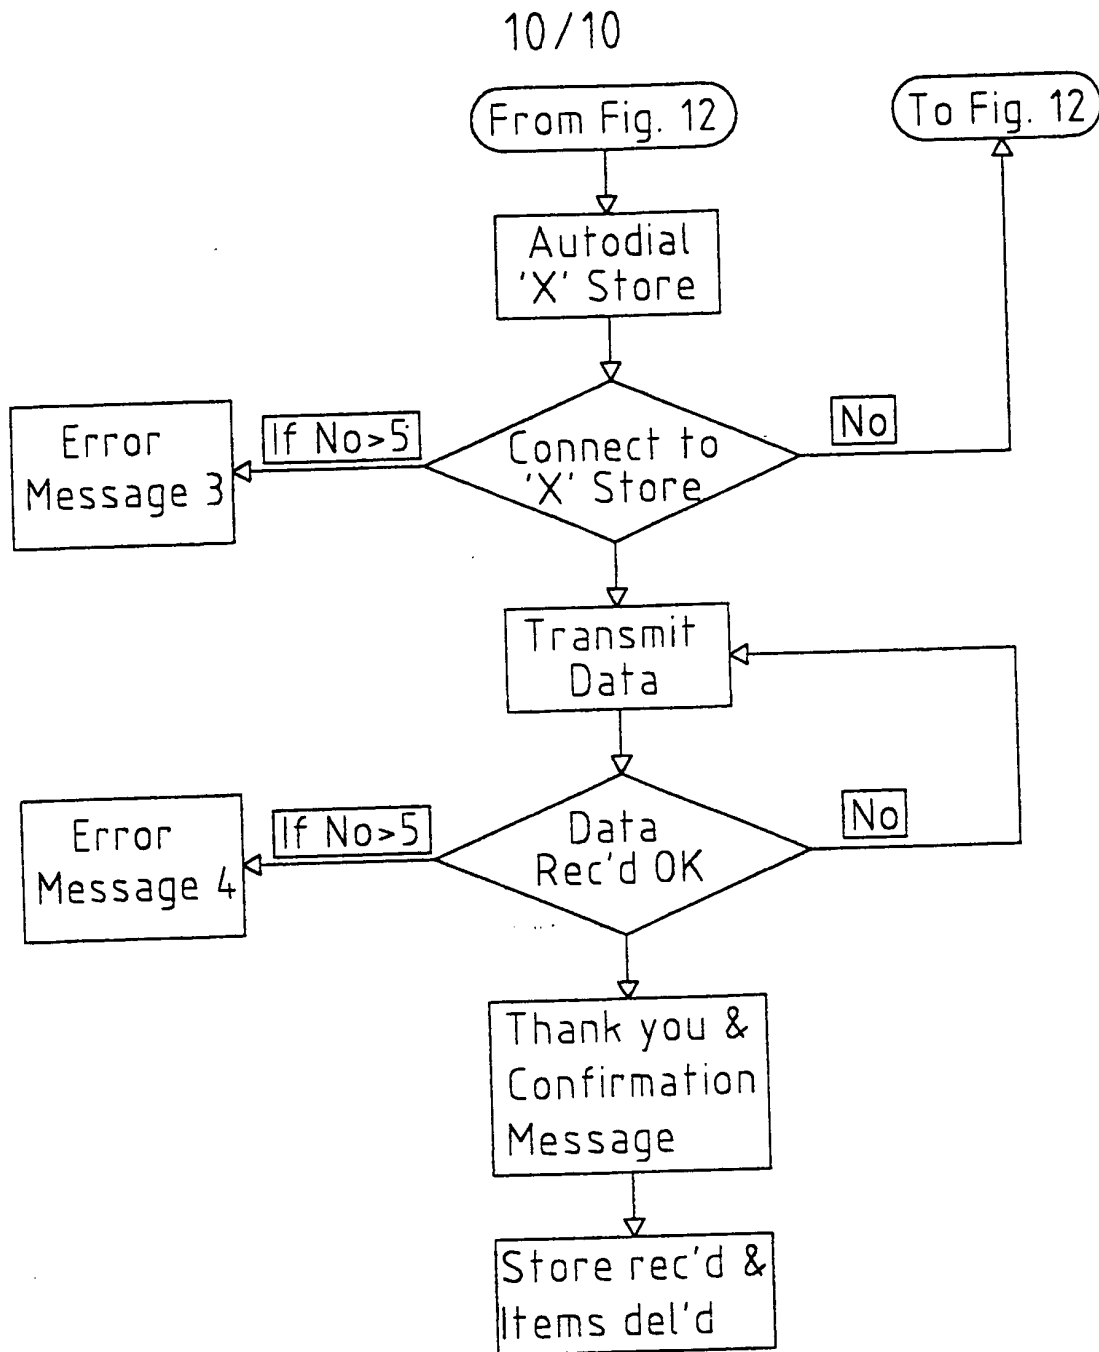 10/10
From Fig. 12
To Fig. 12
Autodial
'X' Store
Error
Message 3
If No>5
Connect to
'X' Store
No
Transmit
Data
Error
Message 4
If No>5
Data
Rec'd OK
No
Thank you &
Confirmation
Message
Store rec'd &
Items del'd